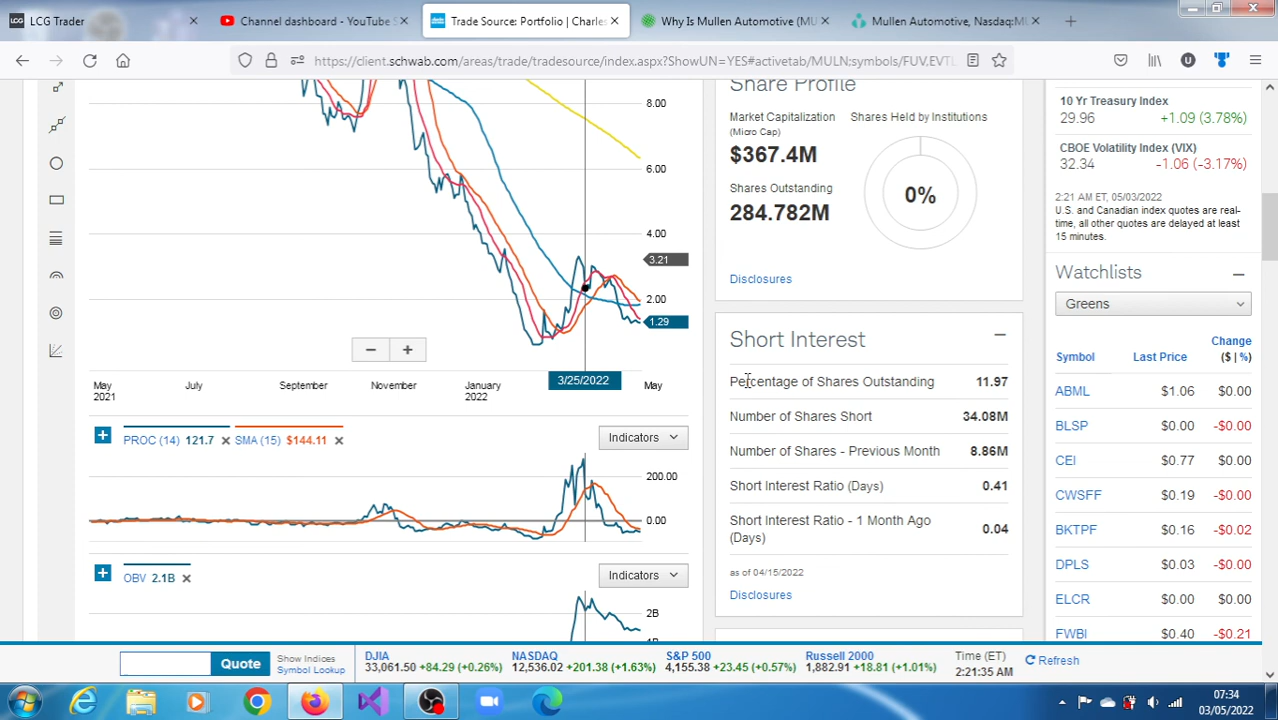 LCG Trader
Channel dashboard - YouTube S
Trade Source: Portfolio | Charles
Why Is Mullen Automotive (MU
Mullen Automotive, Nasdaq:MU
https://client.schwab.com/areas/trade/tradesource/index.aspx?ShowUN=YES#activetab/MULN:symbols/FUV,EVTL
8.00
6.00
4.00
3.21
2.00
1.29
May
2021
July
September
November
January
2022
3/25/2022
May
PROC (14) 121.7
SMA (15) $144.11
Indicators
200.00
0.00
OBV 2.1B
Indicators
2B
Share Profile
Market Capitalization
(Micro Cap)
$367.4M
Shares Outstanding
284.782M
Shares Held by Institutions
0%
Disclosures
Short Interest
Percentage of Shares Outstanding 11.97
Number of Shares Short 34.08M
Number of Shares - Previous Month 8.86M
Short Interest Ratio (Days) 0.41
Short Interest Ratio - 1 Month Ago
(Days) 0.04
as of 04/15/2022
Disclosures
10 Yr Treasury Index
29.96 +1.09 (3.78%)
CBOE Volatility Index (VIX)
32.34 -1.06 (-3.17%)
2:21 AM ET, 05/03/2022
U.S. and Canadian index quotes are real-
time, all other quotes are delayed at least
15 minutes.
Watchlists
Greens
Symbol Last Price Change
($ | %)
ABML $1.06 $0.00
BLSP $0.00 -$0.00
CEI $0.77 $0.00
CWSFF $0.19 -$0.00
BKTPF $0.16 -$0.02
DPLS $0.03 -$0.00
ELCR $0.00 $0.00
FWBI $0.40 -$0.21
Quote
Show Indices
Symbol Lookup
DJIA
33,061.50 +84.29 (+0.26%)
NASDAQ
12,536.02 +201.38 (+1.63%)
S&P 500
4,155.38 +23.45 (+0.57%)
Russell 2000
1,882.91 +18.81 (+1.01%)
Time (ET)
2:21:35 AM
Refresh
07:34
03/05/2022